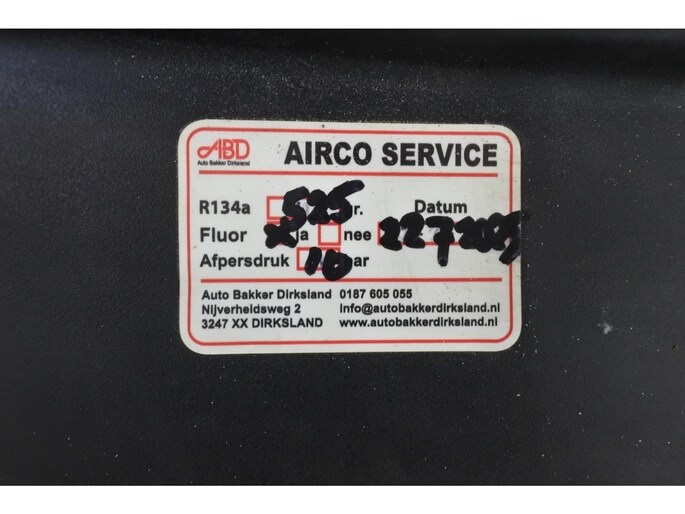 ABD
Auto Bakker Dirksland
AIRCO SERVICE
R134a 525 gr. Datum
Fluor x ja nee 22 7 2025
Afpersdruk 10 bar
Auto Bakker Dirksland 0187 605 055
Nijverheidsweg 2 info@autobakkerdirksland.nl
3247 XX DIRKSLAND www.autobakkerdirksland.nl